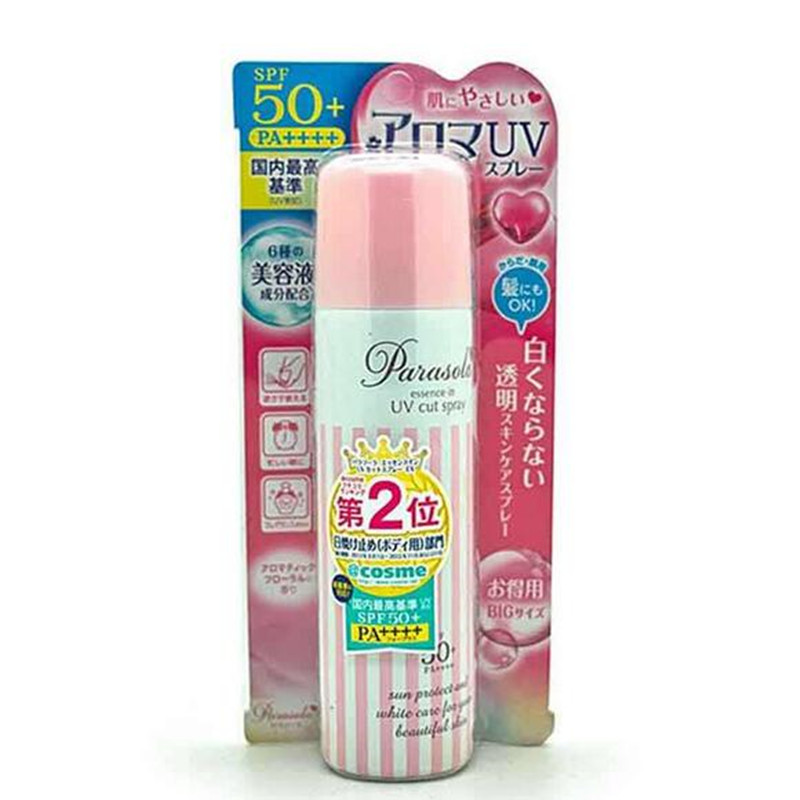 SPF
50+
PA++++
国内最高
基準
6種の
美容液
成分配合
アロマティック
フローラルの
香り
Parasola
肌にやさしい
アロマUV
スプレー
髪にも
OK!
白くならない
透明スキンケアスプレー
お得用
BIGサイズ
Parasola
essence-in
UV cut spray
第2位
日焼け止め(ボディ用)部門
@cosme
国内最高基準
SPF50+
PA++++
50+
PA++++
sun protect and
white care for your
beautiful skin